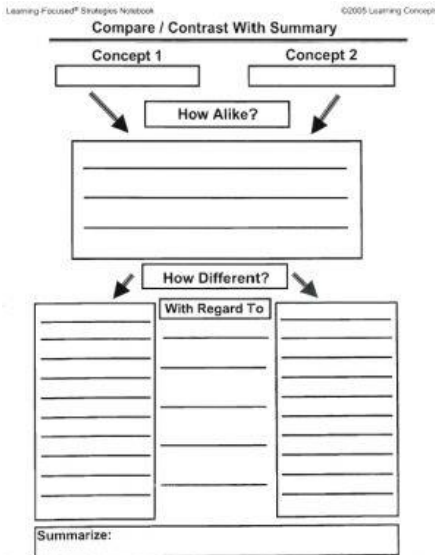 Learning-Focused® Strategies Notebook ©2005 Learning Concept
Compare / Contrast With Summary
Concept 1 Concept 2
How Alike?
How Different?
With Regard To
Summarize: